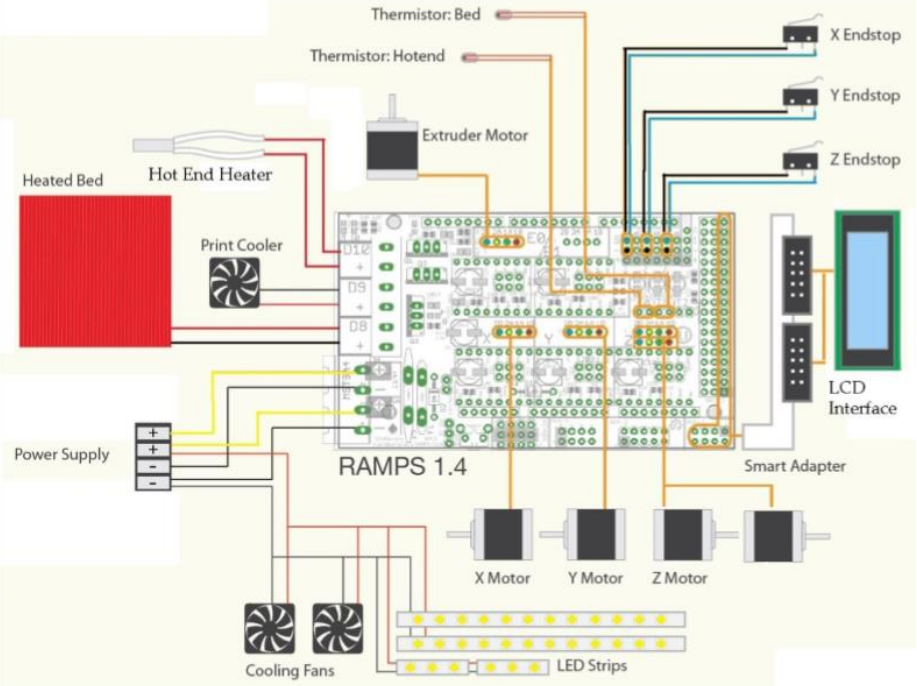 Thermistor: Bed
X Endstop
Thermistor: Hotend
Y Endstop
Extruder Motor
Z Endstop
Hot End Heater
Heated Bed
Print Cooler
E0
D10
+
D9
+
D8
+
X
Y
Z
LCD
Interface
+
+
-
-
Power Supply
RAMPS 1.4
Smart Adapter
X Motor
Y Motor
Z Motor
Cooling Fans
LED Strips